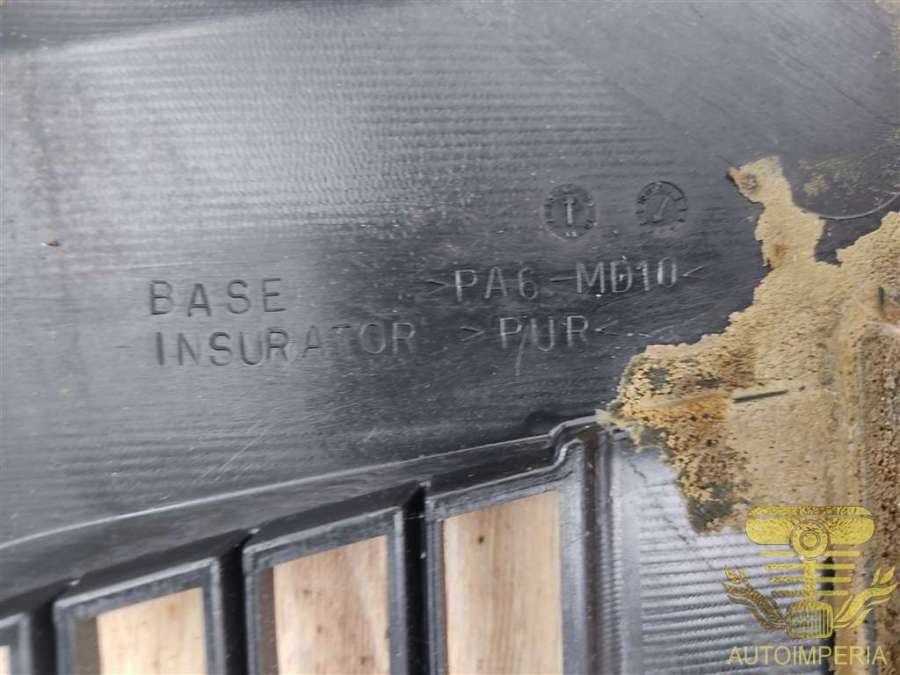 BASE >PA6-MD10<
INSURATOR >PUR<
AUTOIMPERIA